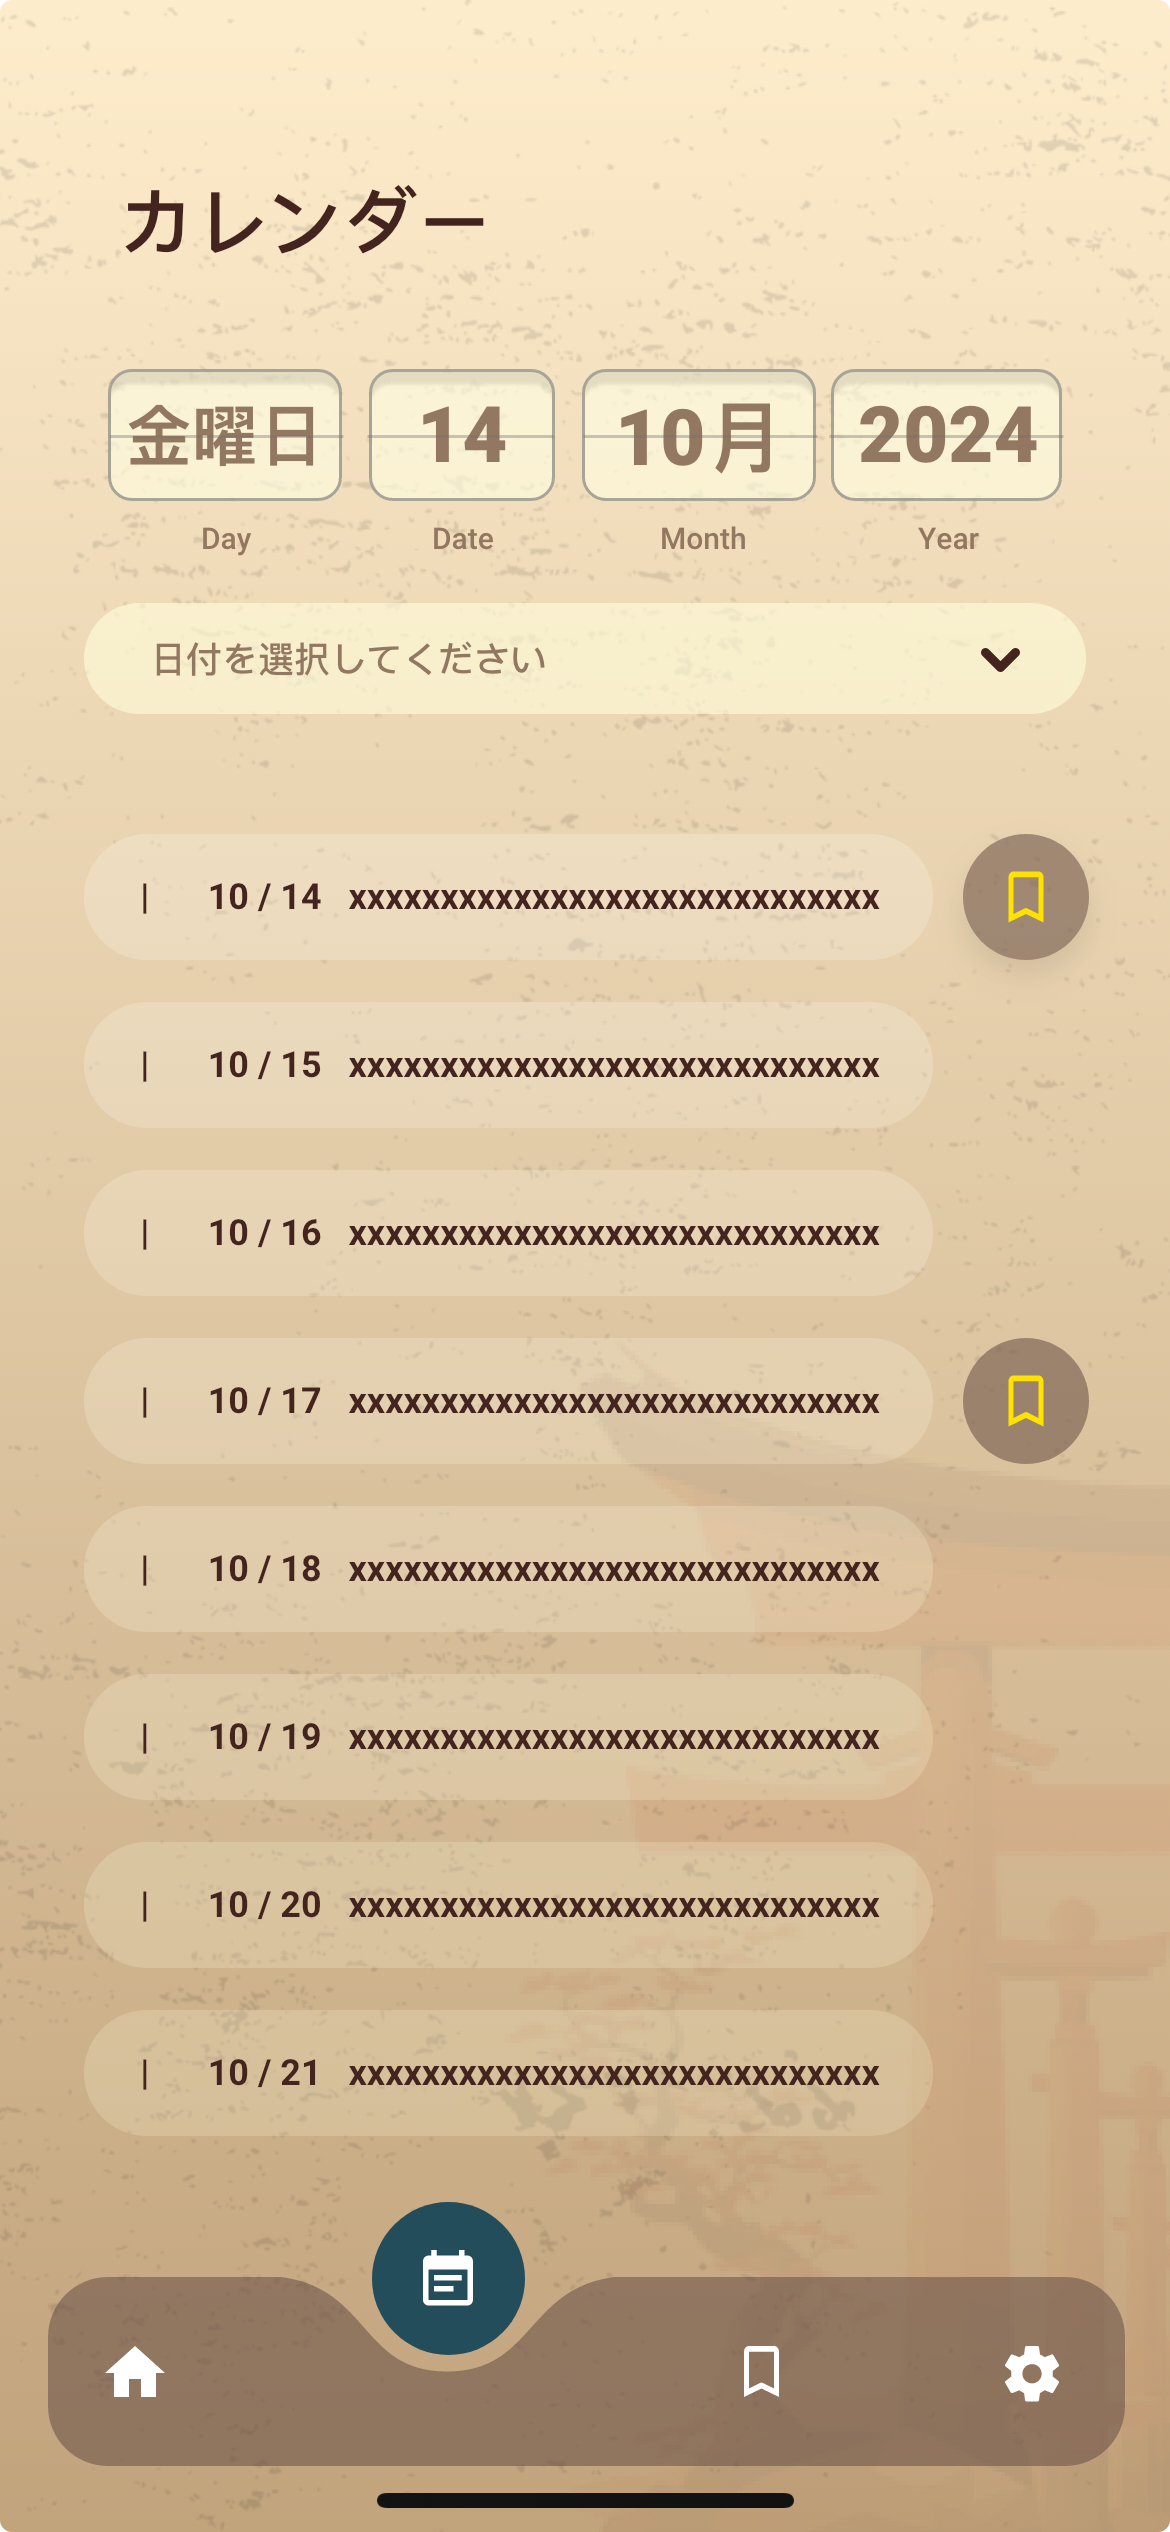 カレンダー
金曜日 14 10月 2024
Day Date Month Year
日付を選択してください
| 10 / 14 xxxxxxxxxxxxxxxxxxxxxxxxxxxxx
| 10 / 15 xxxxxxxxxxxxxxxxxxxxxxxxxxxxx
| 10 / 16 xxxxxxxxxxxxxxxxxxxxxxxxxxxxx
| 10 / 17 xxxxxxxxxxxxxxxxxxxxxxxxxxxxx
| 10 / 18 xxxxxxxxxxxxxxxxxxxxxxxxxxxxx
| 10 / 19 xxxxxxxxxxxxxxxxxxxxxxxxxxxxx
| 10 / 20 xxxxxxxxxxxxxxxxxxxxxxxxxxxxx
| 10 / 21 xxxxxxxxxxxxxxxxxxxxxxxxxxxxx